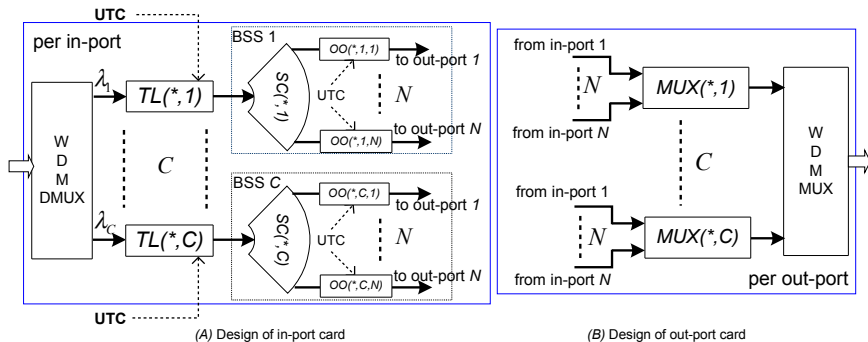 UTC
per in-port
W
D
M
DMUX
λ1
TL(*,1)
C
λC
TL(*,C)
UTC
BSS 1
SC(*,1)
OO(*,1,1)
to out-port 1
UTC
N
OO(*,1,N)
to out-port N
BSS C
SC(*,C)
OO(*,C,1)
to out-port 1
UTC
N
OO(*,C,N)
to out-port N
(A) Design of in-port card
from in-port 1
N
from in-port N
MUX(*,1)
C
from in-port 1
N
from in-port N
MUX(*,C)
W
D
M
MUX
per out-port
(B) Design of out-port card